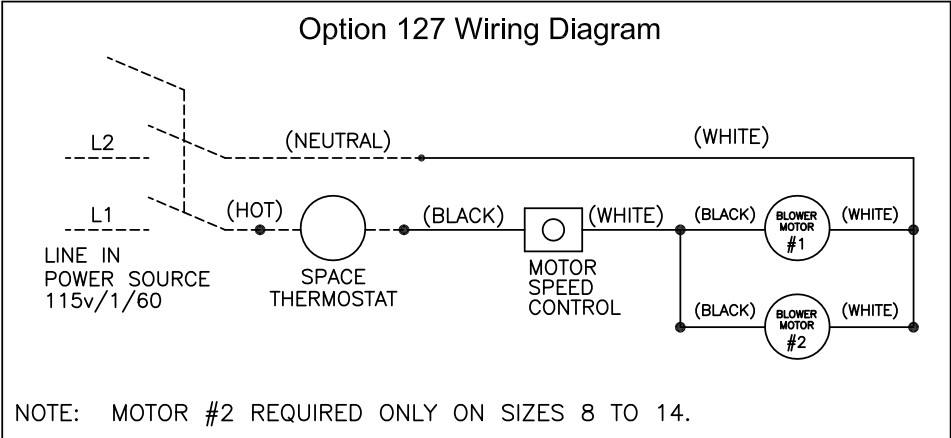 Option 127 Wiring Diagram
L2
(NEUTRAL)
(WHITE)
L1
(HOT)
(BLACK)
(WHITE)
(BLACK)
BLOWER
MOTOR
#1
(WHITE)
LINE IN
POWER SOURCE
115v/1/60
SPACE
THERMOSTAT
MOTOR
SPEED
CONTROL
(BLACK)
BLOWER
MOTOR
#2
(WHITE)
NOTE: MOTOR #2 REQUIRED ONLY ON SIZES 8 TO 14.